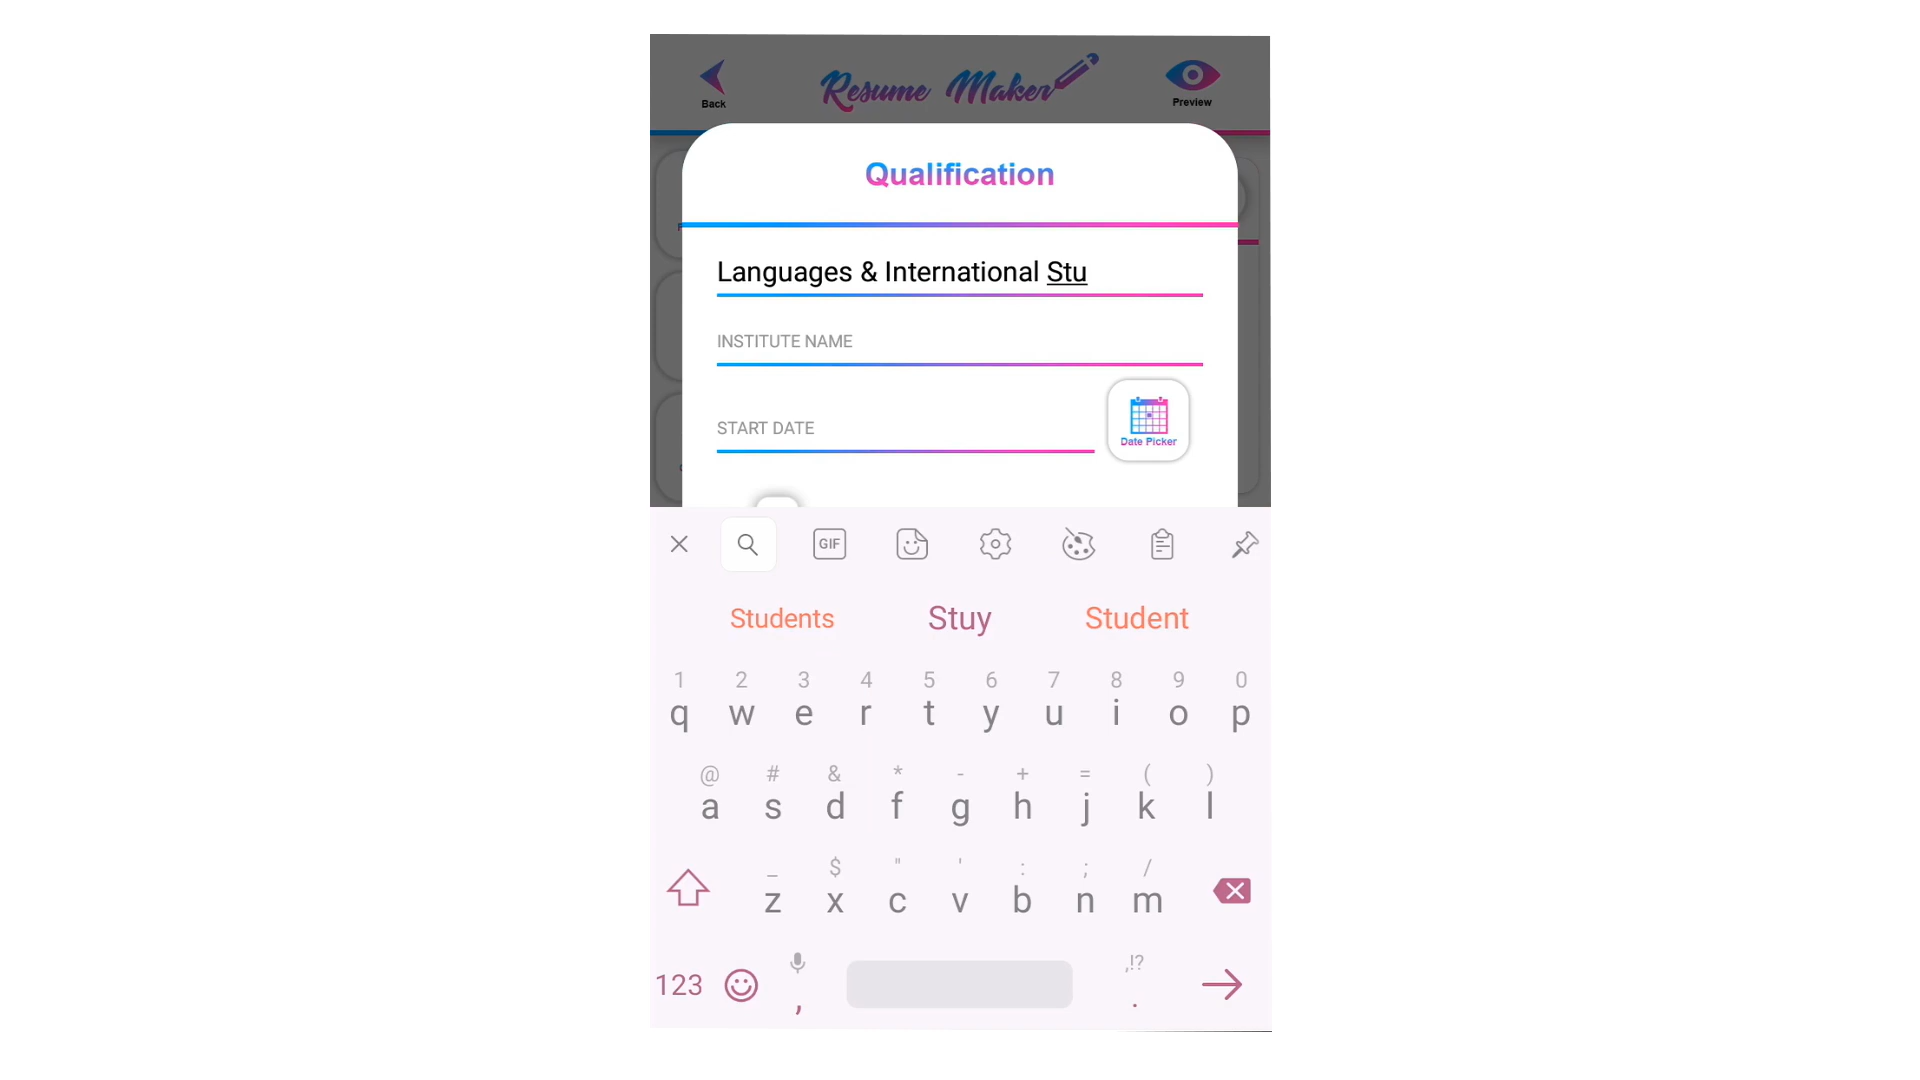 Back
Resume Maker
Preview
Qualification
Languages & International Stu
INSTITUTE NAME
START DATE
Date Picker
GIF
Students Stuy Student
1 2 3 4 5 6 7 8 9 0
q w e r t y u i o p
@ # & * - + = ( )
a s d f g h j k l
_ $ " ' : ; /
z x c v b n m
,!?
123 , .